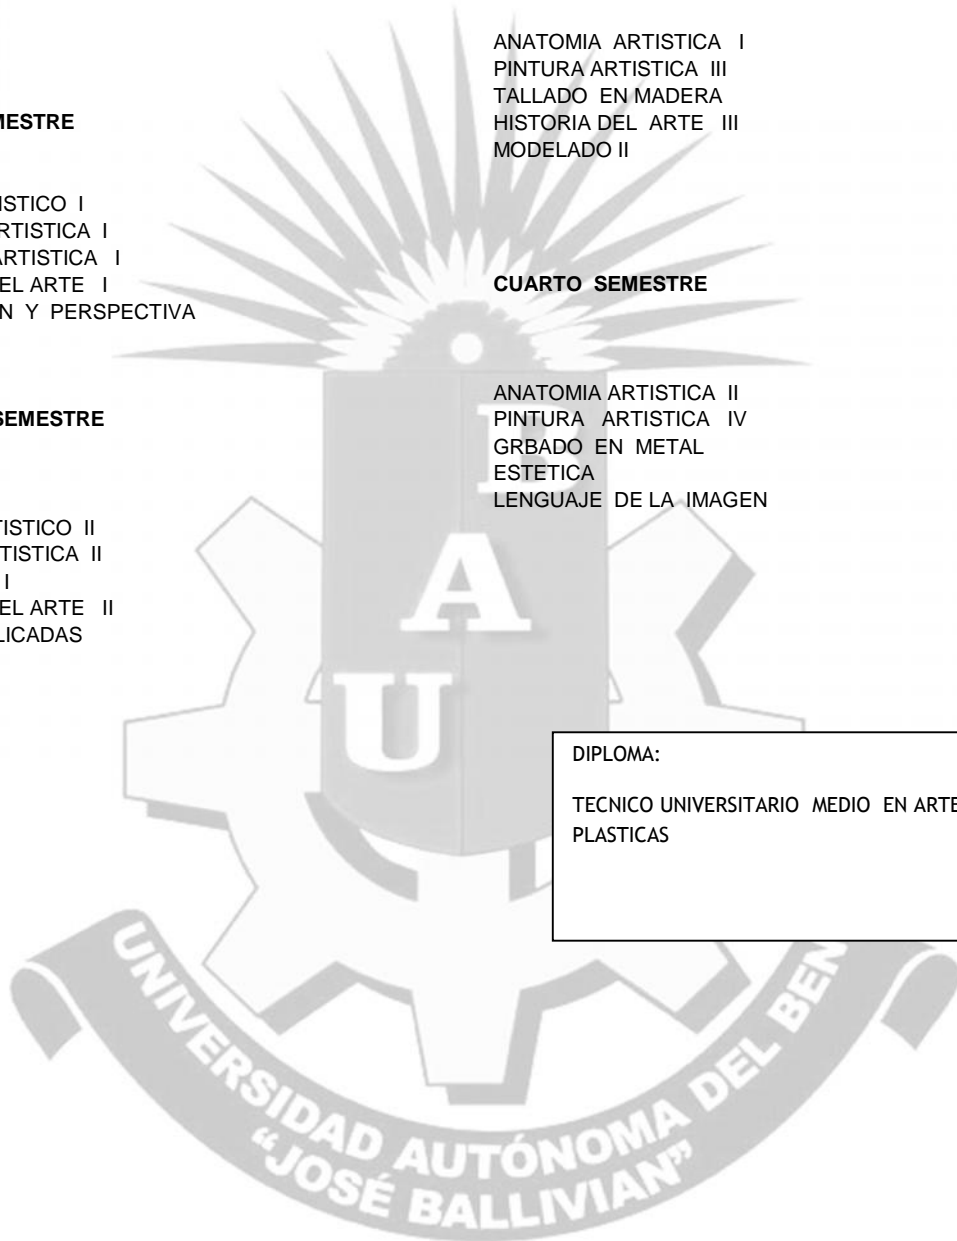 MESTRE
ISTICO I
RTISTICA I
ARTISTICA I
EL ARTE I
N Y PERSPECTIVA
SEMESTRE
TISTICO II
TISTICA II
I
EL ARTE II
LICADAS
ANATOMIA ARTISTICA I
PINTURA ARTISTICA III
TALLADO EN MADERA
HISTORIA DEL ARTE III
MODELADO II
CUARTO SEMESTRE
ANATOMIA ARTISTICA II
PINTURA ARTISTICA IV
GRBADO EN METAL
ESTETICA
LENGUAJE DE LA IMAGEN
DIPLOMA:
TECNICO UNIVERSITARIO MEDIO EN ARTE
PLASTICAS
B
A
U
UNIVERSIDAD AUTÓNOMA DEL BEN
“JOSÉ BALLIVIAN”